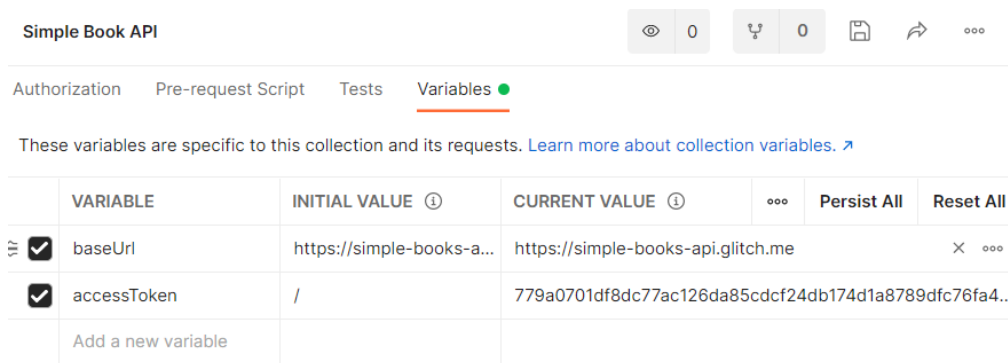 Simple Book API 0 0
Authorization Pre-request Script Tests Variables
These variables are specific to this collection and its requests. Learn more about collection variables. ↗
VARIABLE INITIAL VALUE CURRENT VALUE Persist All Reset All
baseUrl https://simple-books-a... https://simple-books-api.glitch.me
accessToken / 779a0701df8dc77ac126da85cdcf24db174d1a8789dfc76fa4...
Add a new variable